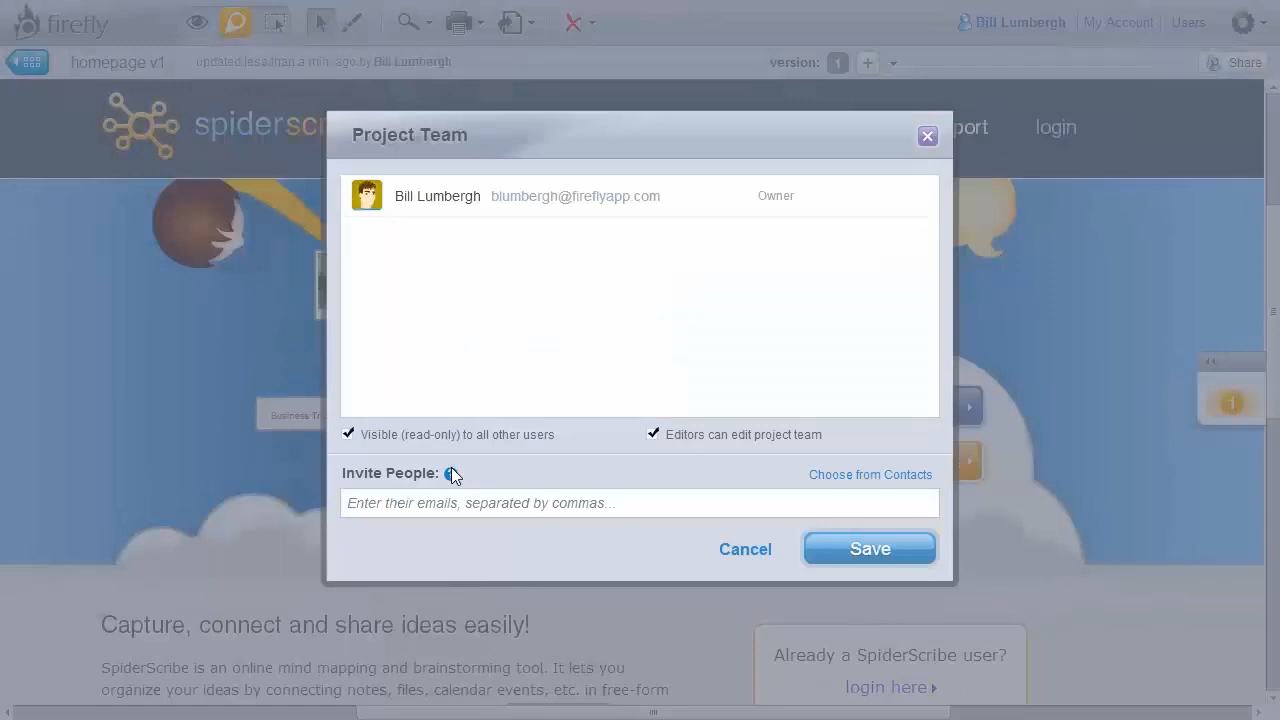 firefly
Bill Lumbergh My Account Users
homepage v1 updated less than a min. ago by Bill Lumbergh version: 1 + Share
spiderscr
port login
Project Team
Bill Lumbergh blumbergh@fireflyapp.com Owner
Business Tr
Visible (read-only) to all other users Editors can edit project team
Invite People: Choose from Contacts
Enter their emails, separated by commas...
Cancel Save
1
Capture, connect and share ideas easily!
SpiderScribe is an online mind mapping and brainstorming tool. It lets you
organize your ideas by connecting notes, files, calendar events, etc. in free-form
Already a SpiderScribe user?
login here